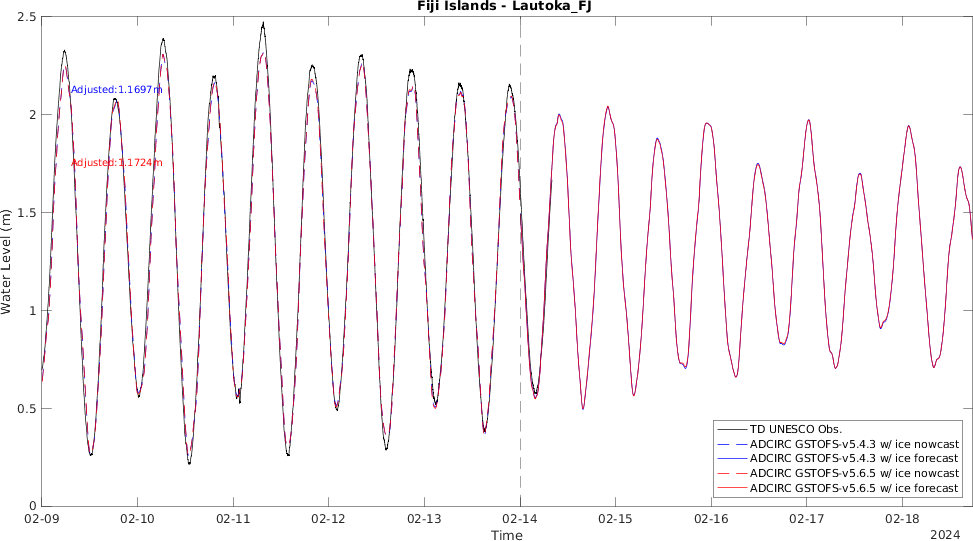 Fiji Islands - Lautoka_FJ
2.5
2
1.5
1
0.5
0
Water Level (m)
Adjusted:1.1697m
Adjusted:1.1724m
TD UNESCO Obs.
ADCIRC GSTOFS-v5.4.3 w/ ice nowcast
ADCIRC GSTOFS-v5.4.3 w/ ice forecast
ADCIRC GSTOFS-v5.6.5 w/ ice nowcast
ADCIRC GSTOFS-v5.6.5 w/ ice forecast
02-09 02-10 02-11 02-12 02-13 02-14 02-15 02-16 02-17 02-18
Time
2024